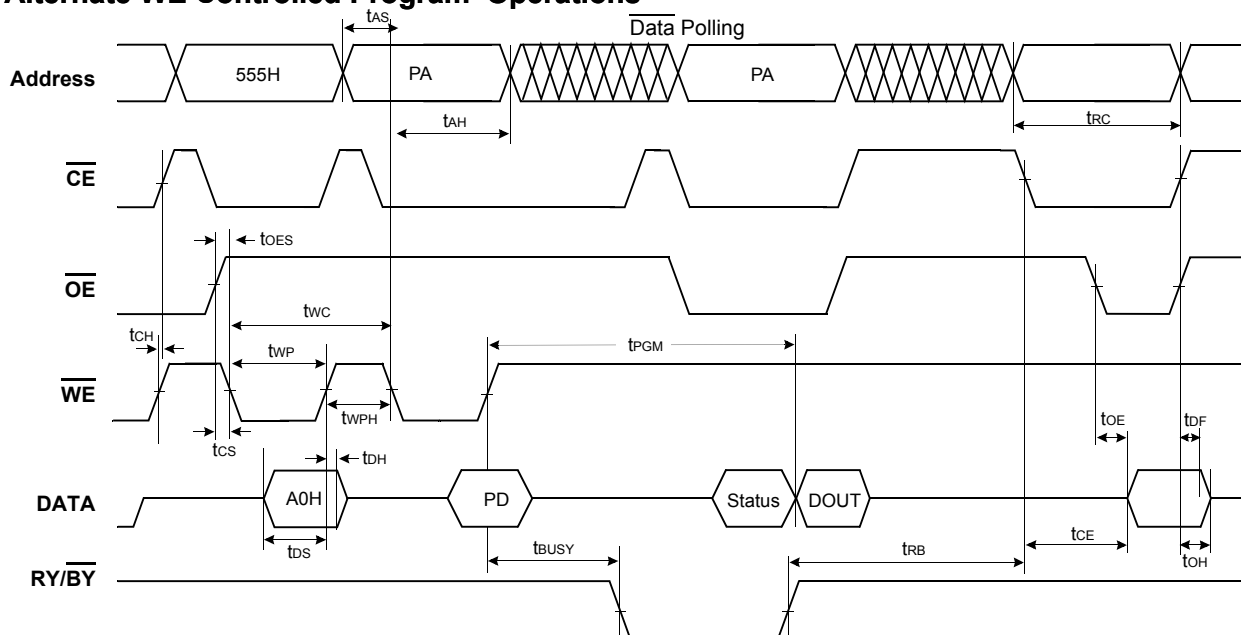 Alternate WE Controlled Program Operations
tAS
Data Polling
Address
555H
PA
PA
tAH
tRC
CE
tOES
OE
tWC
tCH
tWP
tPGM
WE
tWPH
tOE
tDF
tCS
tDH
DATA
A0H
PD
Status
DOUT
tDS
tBUSY
tRB
tCE
tOH
RY/BY